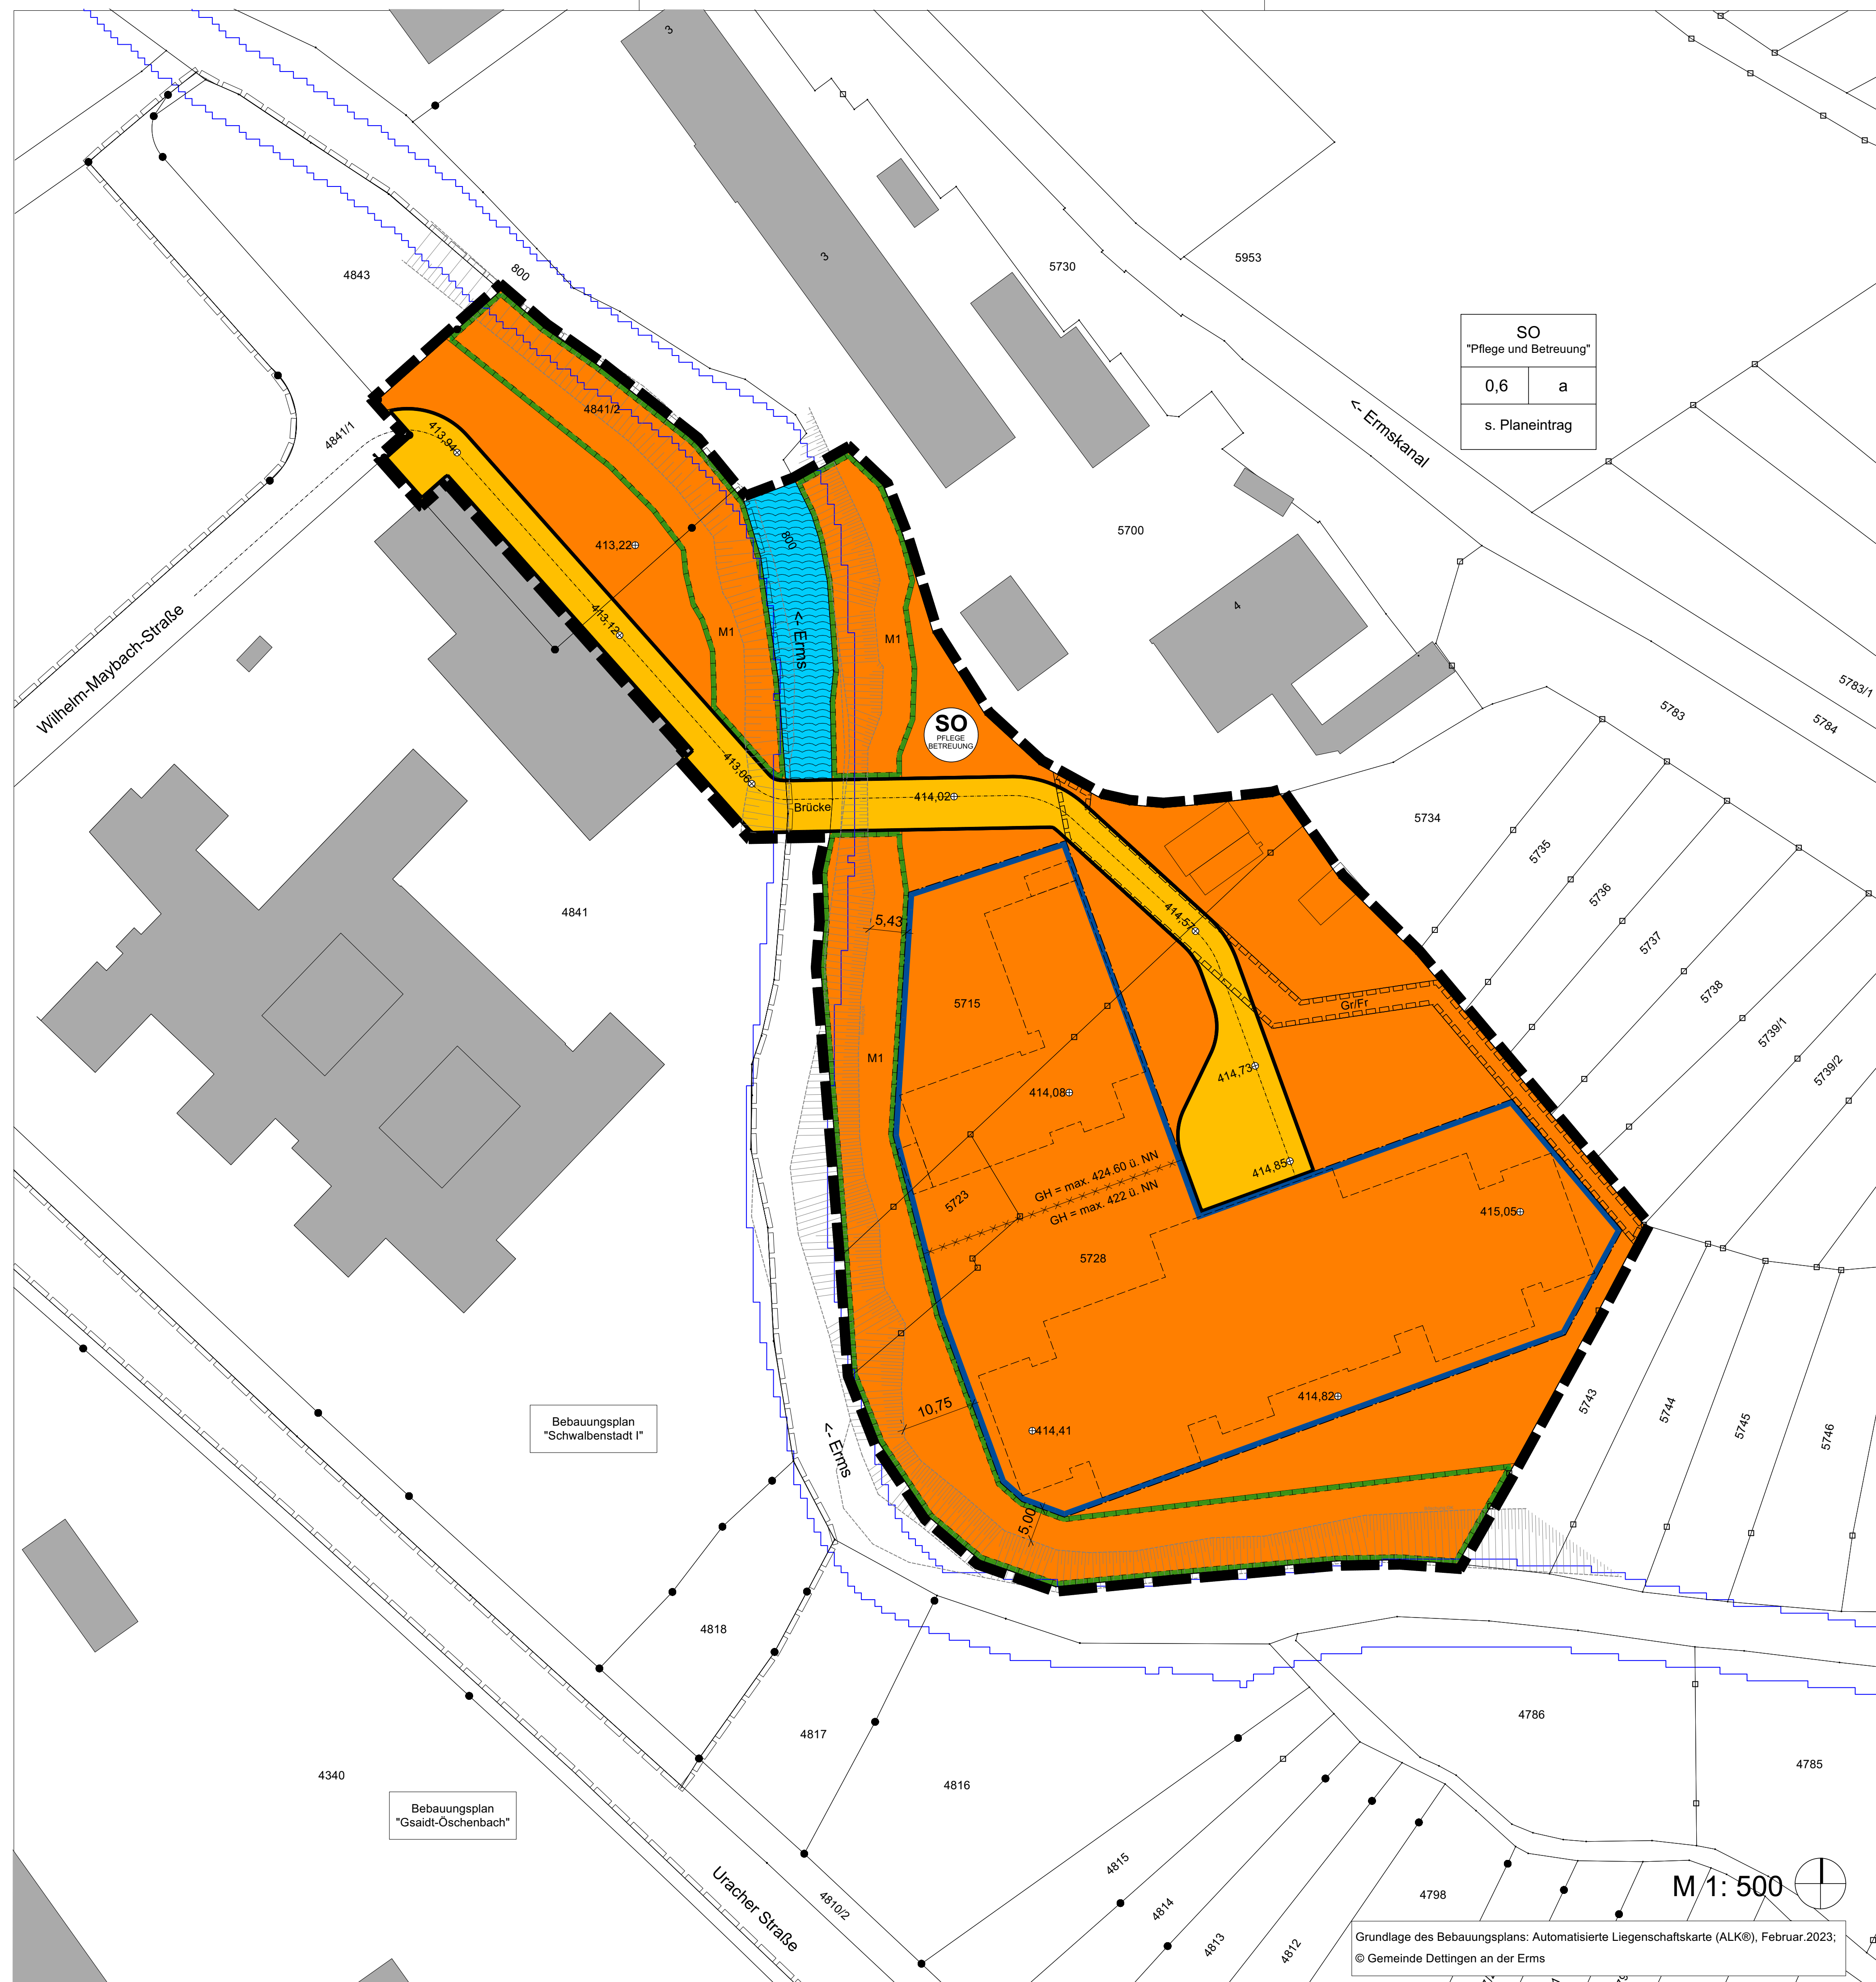 3
3
4843
800
5730
5953
SO
"Pflege und Betreuung"
0,6
a
s. Planeintrag
<- Ermskanal
4841/2
4841/1
413,94
413,22
800
5700
4
413,12
M1
<- Erms
M1
Wilhelm-Maybach-Straße
5783/1
5783
5784
SO
PFLEGE
BETREUUNG
413,06
Brücke
414,02
5734
5735
5736
5737
5738
5739/1
5739/2
4841
5,43
414,57
5715
Gr/Fr
M1
414,08
414,73
GH = max. 424.60 ü. NN
GH = max. 422 ü. NN
414,85
5723
415,05
5728
414,82
10,75
414,41
5743
5744
5745
5746
Bebauungsplan
"Schwalbenstadt I"
<- Erms
5,00
4818
4817
4816
4786
4785
4340
Bebauungsplan
"Gsaidt-Öschenbach"
4815
4814
4813
4812
4798
4810/2
Uracher Straße
M 1: 500
Grundlage des Bebauungsplans: Automatisierte Liegenschaftskarte (ALK®), Februar.2023;
© Gemeinde Dettingen an der Erms